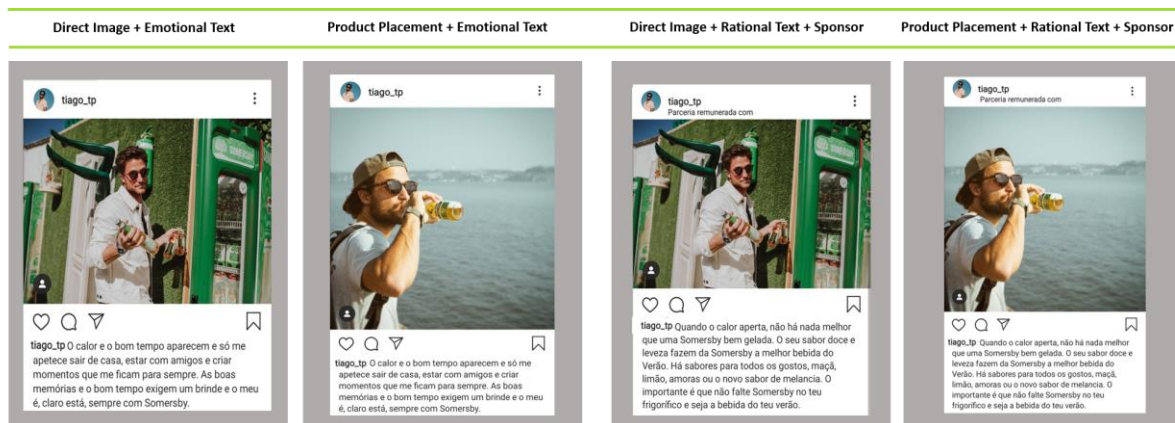 Direct Image + Emotional Text
Product Placement + Emotional Text
Direct Image + Rational Text + Sponsor
Product Placement + Rational Text + Sponsor
tiago_tp
SOMERSBY
tiago_tp O calor e o bom tempo aparecem e só me
apetece sair de casa, estar com amigos e criar
momentos que me ficam para sempre. As boas
memórias e o bom tempo exigem um brinde e o meu
é, claro está, sempre com Somersby.
tiago_tp
tiago_tp O calor e o bom tempo aparecem e só me
apetece sair de casa, estar com amigos e criar
momentos que me ficam para sempre. As boas
memórias e o bom tempo exigem um brinde e o meu
é, claro está, sempre com Somersby.
tiago_tp
Parceria remunerada com
SOMERSBY
tiago_tp Quando o calor aperta, não há nada melhor
que uma Somersby bem gelada. O seu sabor doce e
leveza fazem da Somersby a melhor bebida do
Verão. Há sabores para todos os gostos, maçã,
limão, amoras ou o novo sabor de melancia. O
importante é que não falte Somersby no teu
frigorífico e seja a bebida do teu verão.
tiago_tp
Parceria remunerada com
tiago_tp Quando o calor aperta, não há nada melhor
que uma Somersby bem gelada. O seu sabor doce e
leveza fazem da Somersby a melhor bebida do
Verão. Há sabores para todos os gostos, maçã,
limão, amoras ou o novo sabor de melancia. O
importante é que não falte Somersby no teu
frigorífico e seja a bebida do teu verão.